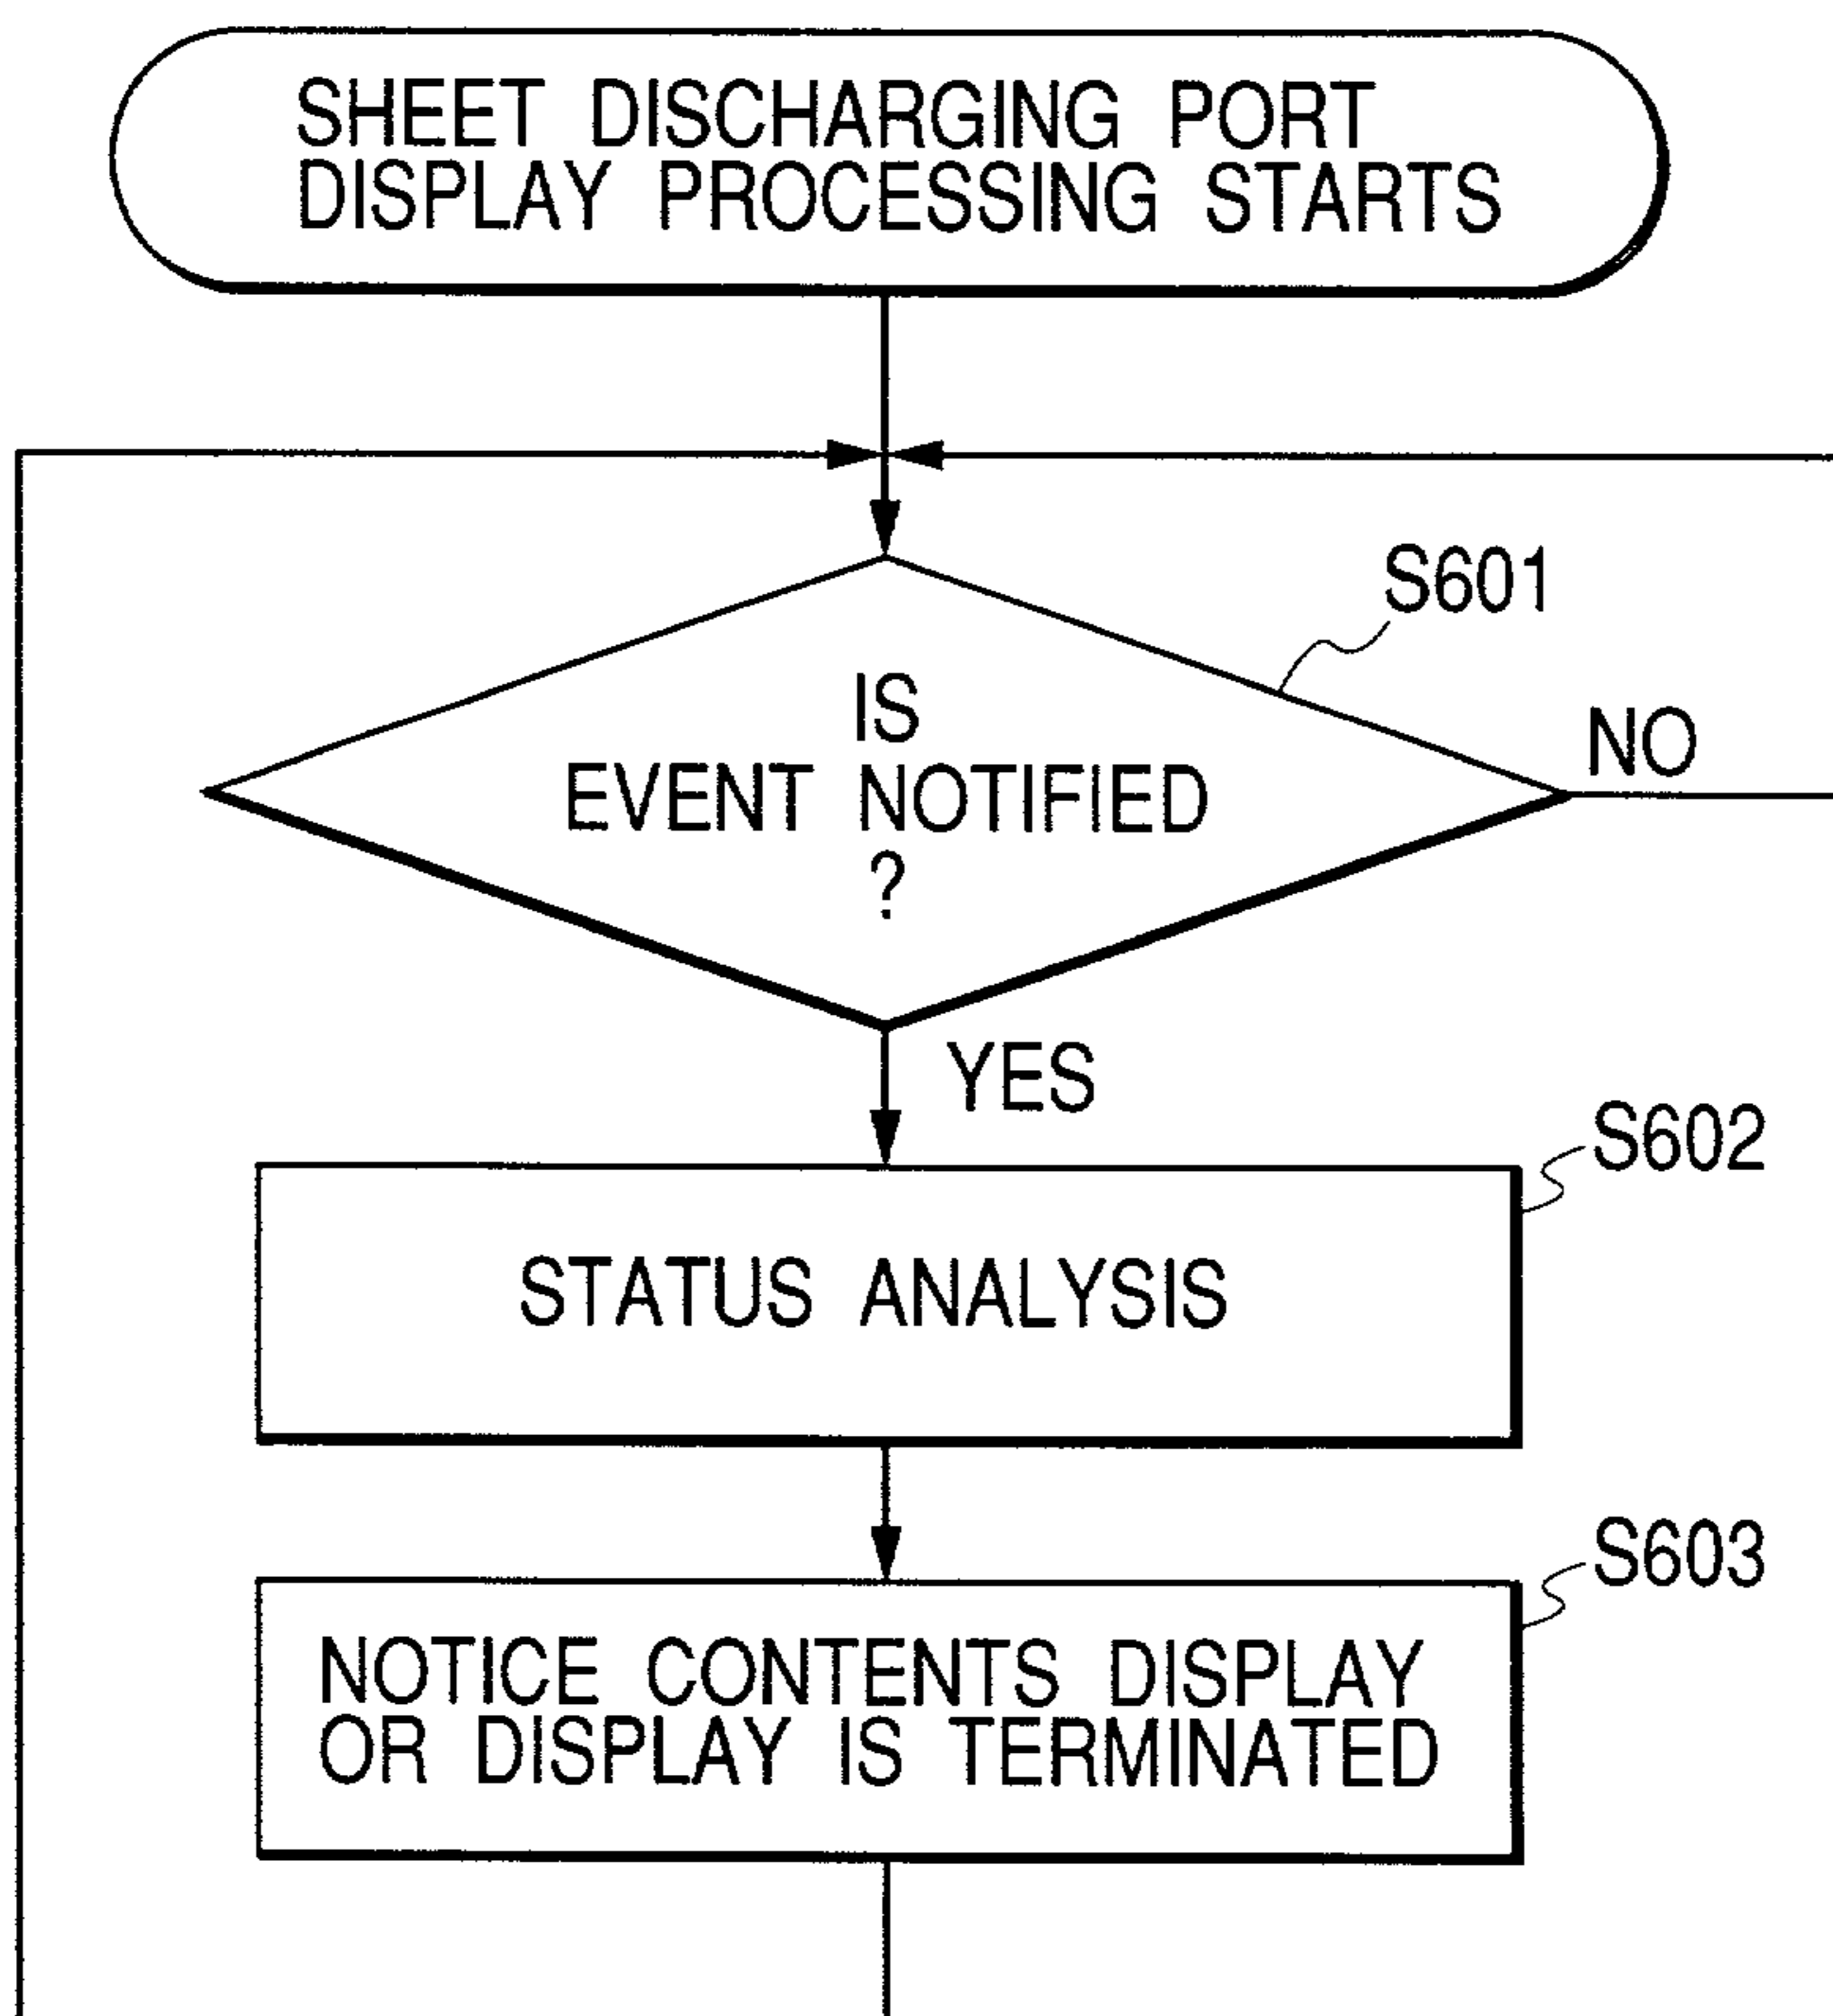 SHEET DISCHARGING PORT
DISPLAY PROCESSING STARTS
S601
IS
EVENT NOTIFIED
?
NO
YES
S602
STATUS ANALYSIS
S603
NOTICE CONTENTS DISPLAY
OR DISPLAY IS TERMINATED